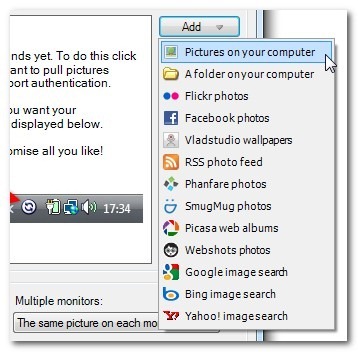 Add
nds yet. To do this click
ant to pull pictures
port authentication.
ou want your
displayed below.
omise all you like!
17:34
Pictures on your computer
A folder on your computer
Flickr photos
Facebook photos
Vladstudio wallpapers
RSS photo feed
Phanfare photos
SmugMug photos
Picasa web albums
Webshots photos
Google image search
Bing image search
Yahoo! image search
Multiple monitors:
The same picture on each mo